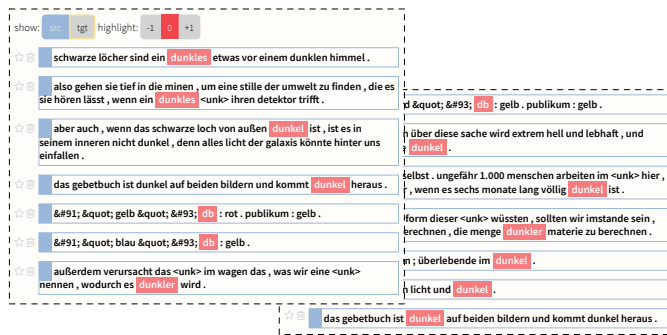 show: src tgt highlight: -1 0 +1
schwarze löcher sind ein dunkles etwas vor einem dunklen himmel .
also gehen sie tief in die minen , um eine stille der umwelt zu finden , die es
sie hören lässt , wenn ein dunkles <unk> ihren detektor trifft .
aber auch , wenn das schwarze loch von außen dunkel ist , ist es in
seinem inneren nicht dunkel , denn alles licht der galaxis könnte hinter uns
einfallen .
das gebetbuch ist dunkel auf beiden bildern und kommt dunkel heraus .
&#91; &quot; gelb &quot; &#93; db : rot . publikum : gelb .
&#91; &quot; blau &quot; &#93; db : gelb .
außerdem verursacht das <unk> im wagen das , was wir eine <unk>
nennen , wodurch es dunkler wird .
d &quot; &#93; db : gelb . publikum : gelb .
über diese sache wird extrem hell und lebhaft , und
dunkel .
selbst . ungefähr 1.000 menschen arbeiten im <unk> hier ,
, wenn es sechs monate lang völlig dunkel ist .
form dieser <unk> wüssten , sollten wir imstande sein ,
erechnen , die menge dunkler materie zu berechnen .
; überlebende im dunkel .
licht und dunkel .
das gebetbuch ist dunkel auf beiden bildern und kommt dunkel heraus .